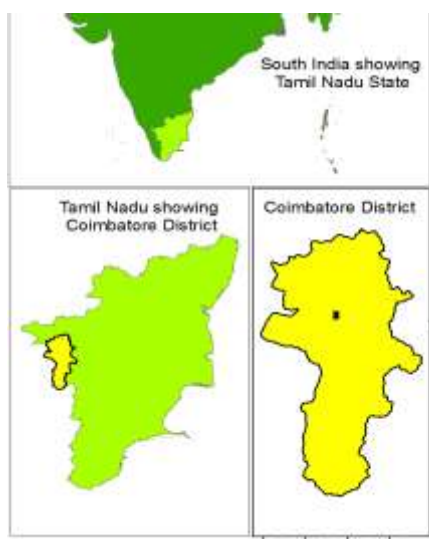 South India showing
Tamil Nadu State
Tamil Nadu showing
Coimbatore District
Coimbatore District